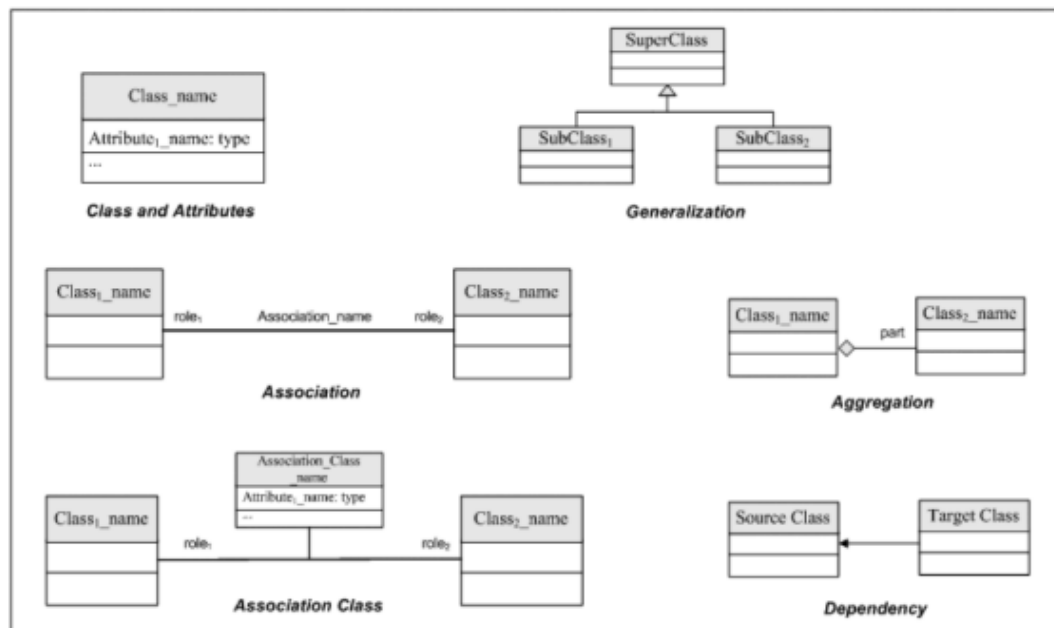 Class_name
Attribute₁_name: type
...
Class and Attributes
SuperClass
SubClass₁
SubClass₂
Generalization
Class₁_name
role₁
Association_name
role₂
Class₂_name
Association
Class₁_name
part
Class₂_name
Aggregation
Association_Class
_name
Attribute₁_name: type
...
Class₁_name
role₁
role₂
Class₂_name
Association Class
Source Class
Target Class
Dependency